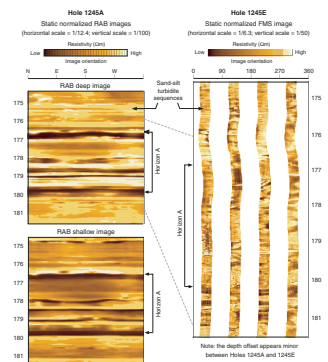 Hole 1245A
Static normalized RAB images
(horizontal scale = 1/12.4; vertical scale = 1/100)
Resistivity (Ωm)
Low High
Image orientation
N E S W
RAB deep image
175
176
177
178
179
180
181
Horizon A
RAB shallow image
175
176
177
178
179
180
181
Horizon A
Sand-silt
turbidite
sequences
Hole 1245E
Static normalized FMS image
(horizontal scale = 1/6.3; vertical scale = 1/50)
Resistivity (Ωm)
Low High
Image orientation
0 90 180 270 360
175
176
177
178
179
180
181
Horizon A
Note: the depth offset appears minor
between Holes 1245A and 1245E